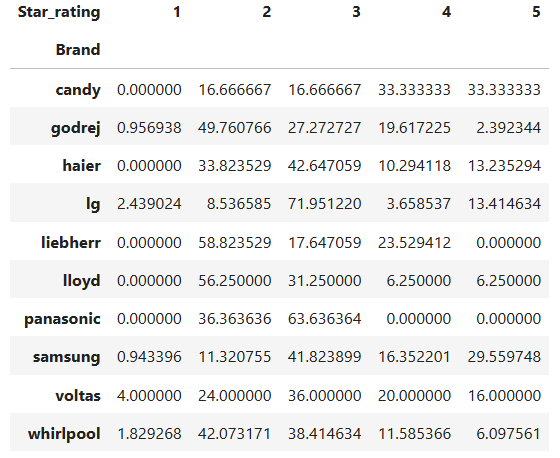 Star_rating 1 2 3 4 5
Brand
candy 0.000000 16.666667 16.666667 33.333333 33.333333
godrej 0.956938 49.760766 27.272727 19.617225 2.392344
haier 0.000000 33.823529 42.647059 10.294118 13.235294
lg 2.439024 8.536585 71.951220 3.658537 13.414634
liebherr 0.000000 58.823529 17.647059 23.529412 0.000000
lloyd 0.000000 56.250000 31.250000 6.250000 6.250000
panasonic 0.000000 36.363636 63.636364 0.000000 0.000000
samsung 0.943396 11.320755 41.823899 16.352201 29.559748
voltas 4.000000 24.000000 36.000000 20.000000 16.000000
whirlpool 1.829268 42.073171 38.414634 11.585366 6.097561